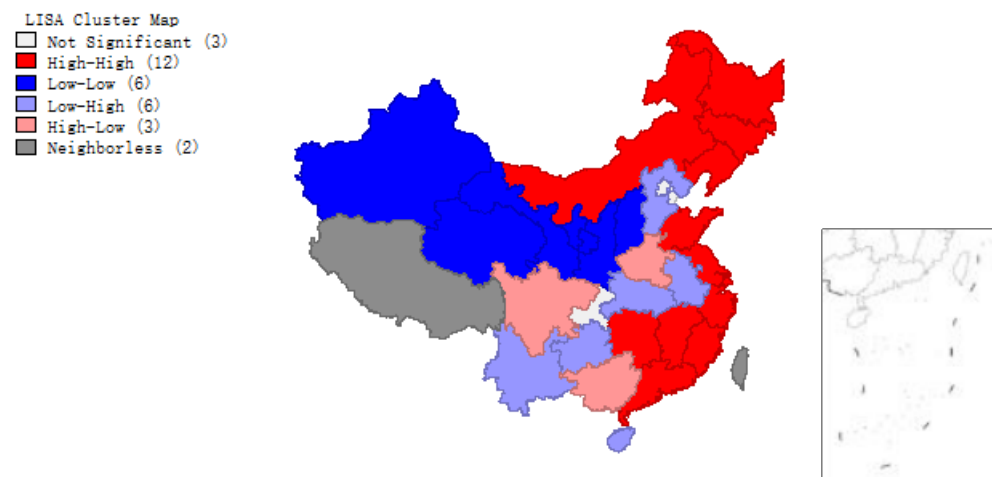 LISA Cluster Map
Not Significant (3)
High-High (12)
Low-Low (6)
Low-High (6)
High-Low (3)
Neighborless (2)